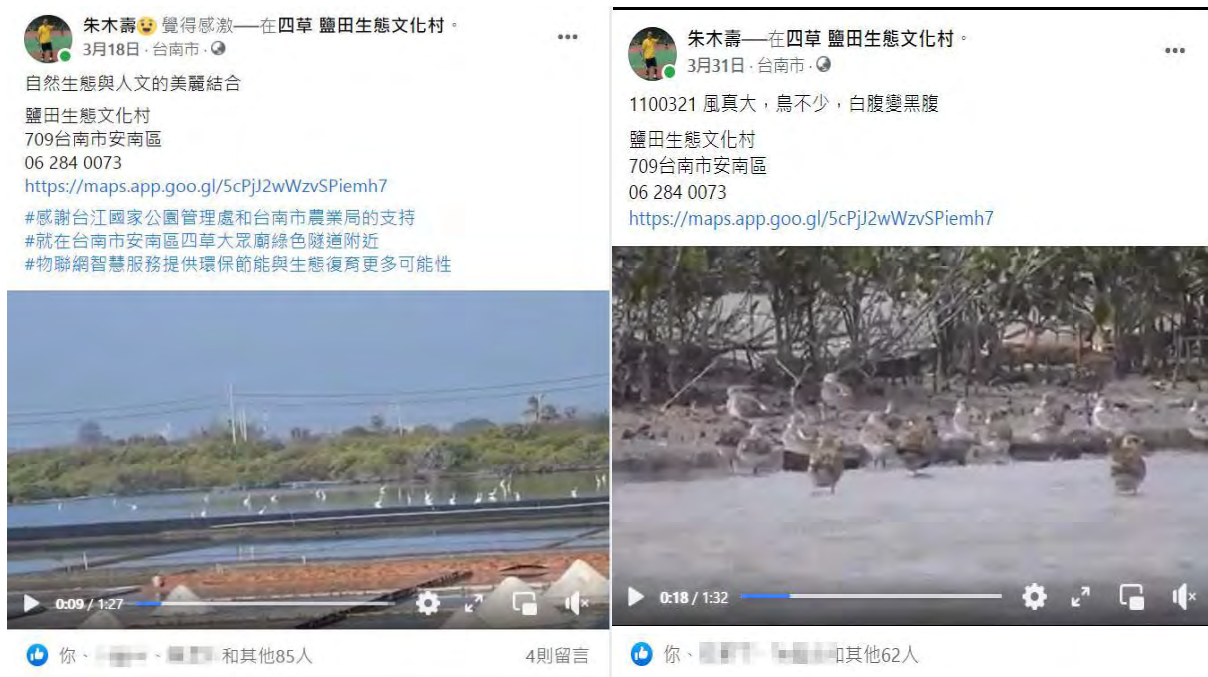 朱木壽😉 覺得感激──在四草 鹽田生態文化村。
3月18日 · 台南市 ·
自然生態與人文的美麗結合
鹽田生態文化村
709台南市安南區
06 284 0073
https://maps.app.goo.gl/5cPjJ2wWzvSPiemh7
#感謝台江國家公園管理處和台南市農業局的支持
#就在台南市安南區四草大眾廟綠色隧道附近
#物聯網智慧服務提供環保節能與生態復育更多可能性
0:09 / 1:27
你、
、
和其他85人
4則留言
朱木壽──在四草 鹽田生態文化村。
3月31日 · 台南市 ·
1100321 風真大，鳥不少，白腹變黑腹
鹽田生態文化村
709台南市安南區
06 284 0073
https://maps.app.goo.gl/5cPjJ2wWzvSPiemh7
0:18 / 1:32
你、
和其他62人